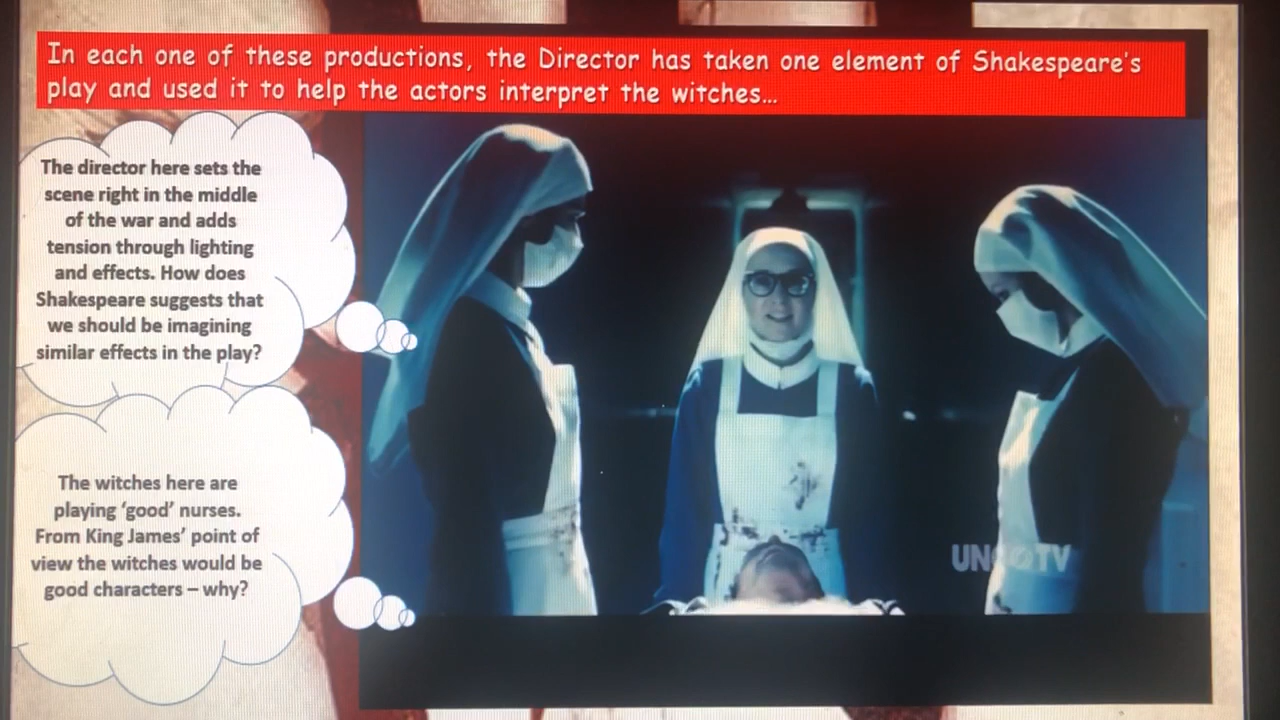 In each one of these productions, the Director has taken one element of Shakespeare's
play and used it to help the actors interpret the witches...
The director here sets the
scene right in the middle
of the war and adds
tension through lighting
and effects. How does
Shakespeare suggests that
we should be imagining
similar effects in the play?
The witches here are
playing ‘good’ nurses.
From King James’ point of
view the witches would be
good characters – why?